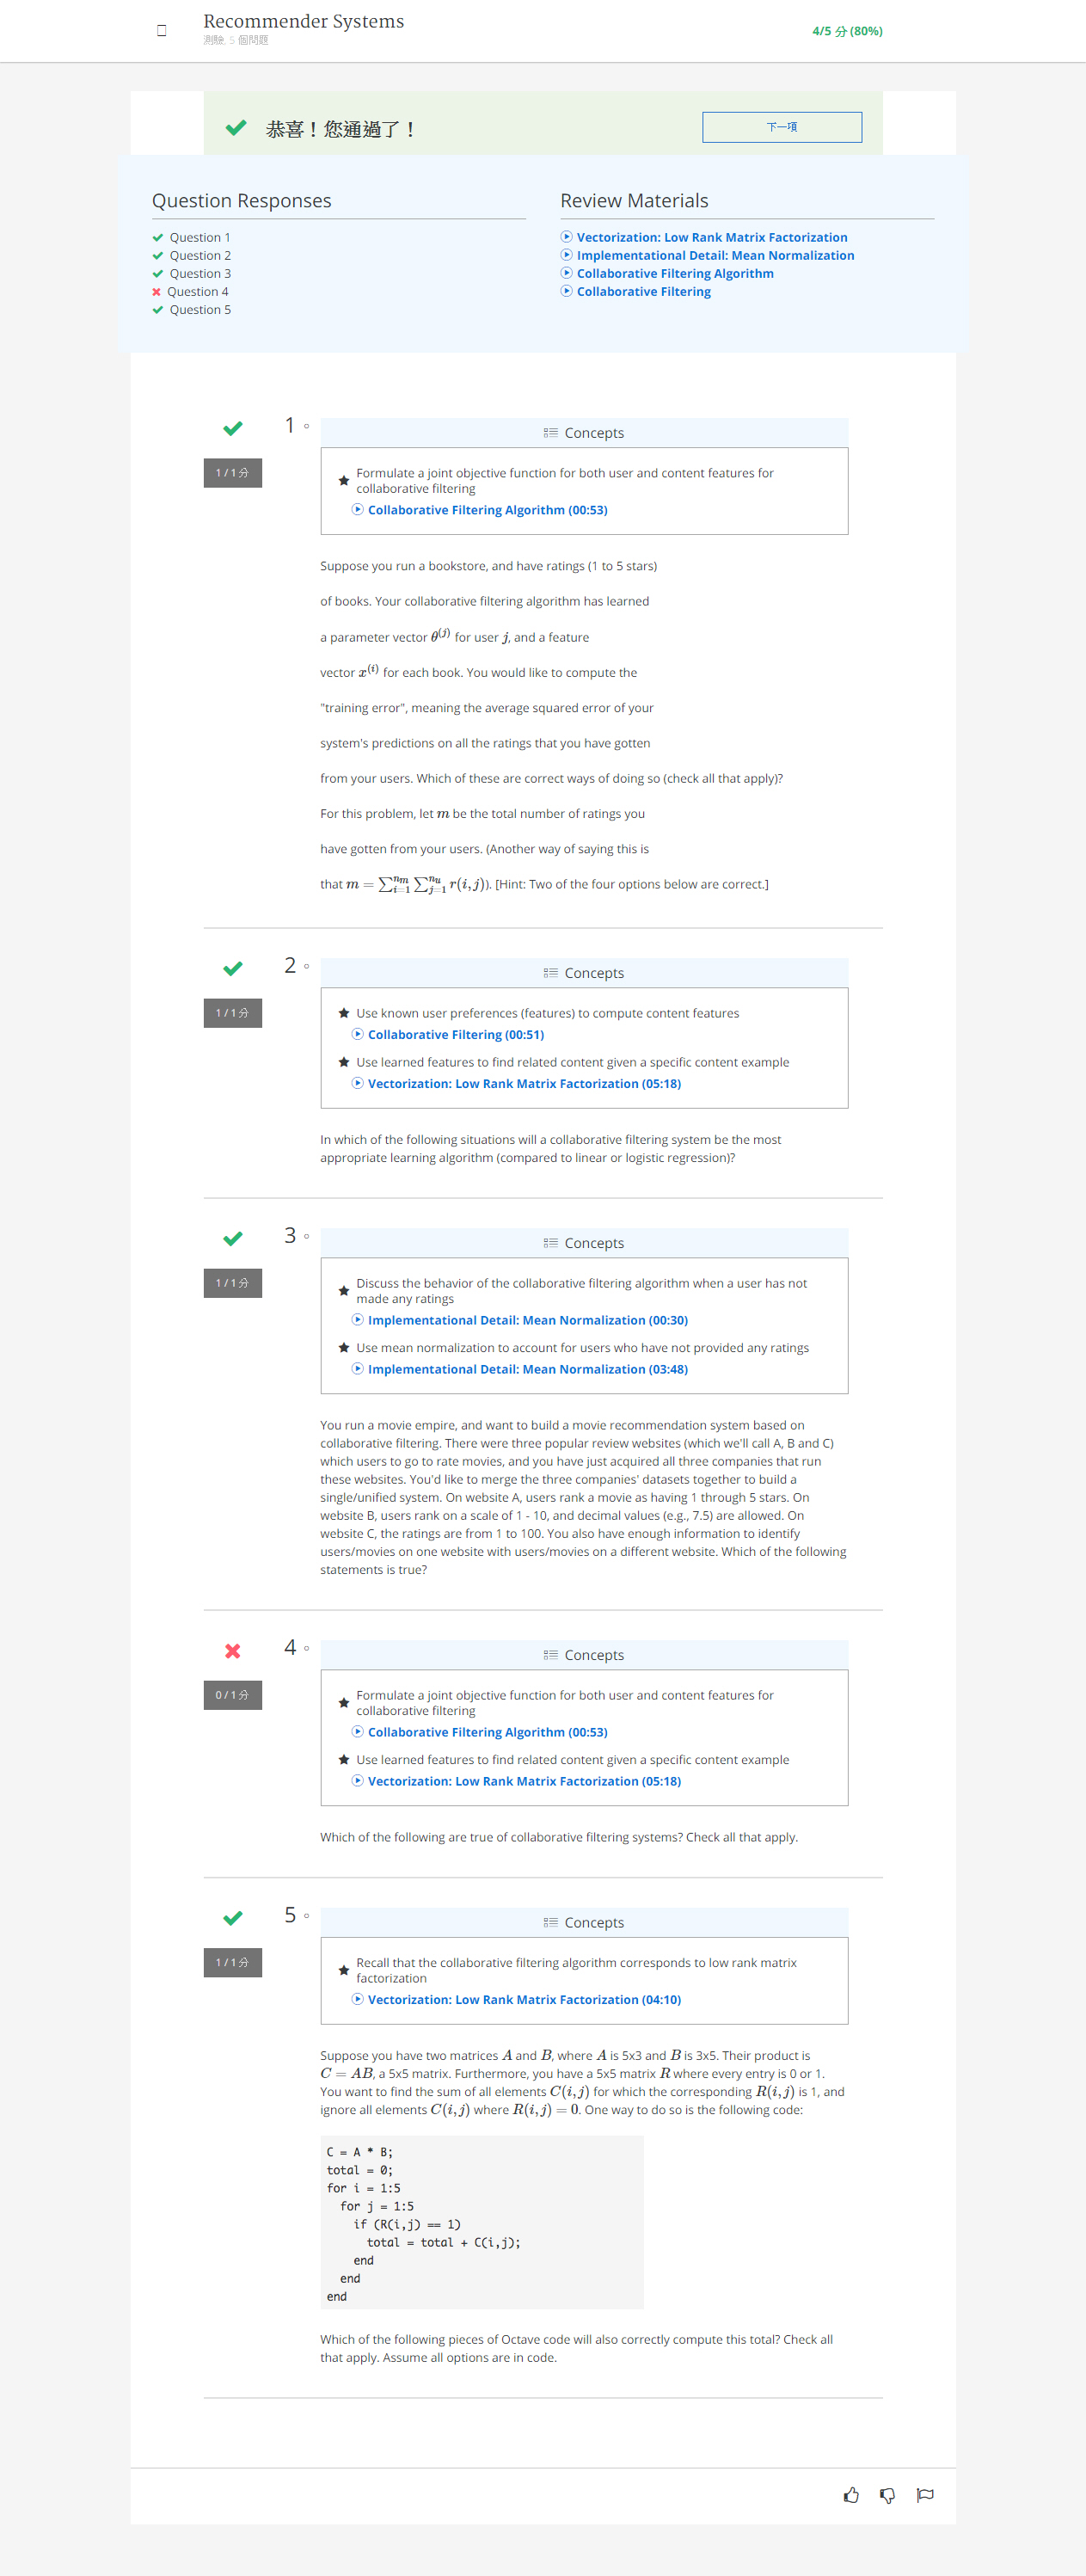 Recommender Systems
測驗, 5 個問題
4/5 分 (80%)
恭喜！您通過了！
下一項
Question Responses
Question 1
Question 2
Question 3
Question 4
Question 5
Review Materials
Vectorization: Low Rank Matrix Factorization
Implementational Detail: Mean Normalization
Collaborative Filtering Algorithm
Collaborative Filtering
1 / 1 分
1。
Concepts
Formulate a joint objective function for both user and content features for
collaborative filtering
Collaborative Filtering Algorithm (00:53)
Suppose you run a bookstore, and have ratings (1 to 5 stars)
of books. Your collaborative filtering algorithm has learned
a parameter vector θ^(j) for user j, and a feature
vector x^(i) for each book. You would like to compute the
"training error", meaning the average squared error of your
system's predictions on all the ratings that you have gotten
from your users. Which of these are correct ways of doing so (check all that apply)?
For this problem, let m be the total number of ratings you
have gotten from your users. (Another way of saying this is
that m = ∑_{i=1}^{n_m} ∑_{j=1}^{n_u} r(i, j)). [Hint: Two of the four options below are correct.]
1 / 1 分
2。
Concepts
Use known user preferences (features) to compute content features
Collaborative Filtering (00:51)
Use learned features to find related content given a specific content example
Vectorization: Low Rank Matrix Factorization (05:18)
In which of the following situations will a collaborative filtering system be the most
appropriate learning algorithm (compared to linear or logistic regression)?
1 / 1 分
3。
Concepts
Discuss the behavior of the collaborative filtering algorithm when a user has not
made any ratings
Implementational Detail: Mean Normalization (00:30)
Use mean normalization to account for users who have not provided any ratings
Implementational Detail: Mean Normalization (03:48)
You run a movie empire, and want to build a movie recommendation system based on
collaborative filtering. There were three popular review websites (which we'll call A, B and C)
which users to go to rate movies, and you have just acquired all three companies that run
these websites. You'd like to merge the three companies' datasets together to build a
single/unified system. On website A, users rank a movie as having 1 through 5 stars. On
website B, users rank on a scale of 1 - 10, and decimal values (e.g., 7.5) are allowed. On
website C, the ratings are from 1 to 100. You also have enough information to identify
users/movies on one website with users/movies on a different website. Which of the following
statements is true?
0 / 1 分
4。
Concepts
Formulate a joint objective function for both user and content features for
collaborative filtering
Collaborative Filtering Algorithm (00:53)
Use learned features to find related content given a specific content example
Vectorization: Low Rank Matrix Factorization (05:18)
Which of the following are true of collaborative filtering systems? Check all that apply.
1 / 1 分
5。
Concepts
Recall that the collaborative filtering algorithm corresponds to low rank matrix
factorization
Vectorization: Low Rank Matrix Factorization (04:10)
Suppose you have two matrices A and B, where A is 5x3 and B is 3x5. Their product is
C = AB, a 5x5 matrix. Furthermore, you have a 5x5 matrix R where every entry is 0 or 1.
You want to find the sum of all elements C(i, j) for which the corresponding R(i, j) is 1, and
ignore all elements C(i, j) where R(i, j) = 0. One way to do so is the following code:
C = A * B;
total = 0;
for i = 1:5
for j = 1:5
if (R(i,j) == 1)
total = total + C(i,j);
end
end
end
Which of the following pieces of Octave code will also correctly compute this total? Check all
that apply. Assume all options are in code.